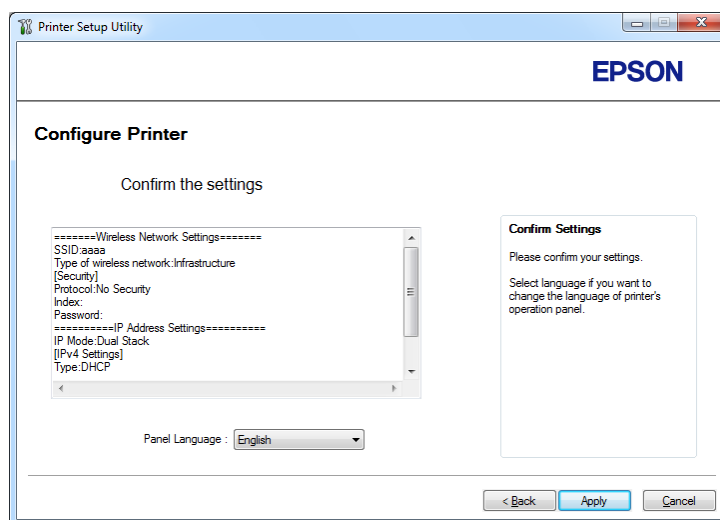 Printer Setup Utility
EPSON
Configure Printer
Confirm the settings
=======Wireless Network Settings=======
SSID:aaaa
Type of wireless network:Infrastructure
[Security]
Protocol:No Security
Index:
Password:
==========IP Address Settings==========
IP Mode:Dual Stack
[IPv4 Settings]
Type:DHCP
Confirm Settings
Please confirm your settings.
Select language if you want to
change the language of printer's
operation panel.
Panel Language : English
< Back Apply Cancel